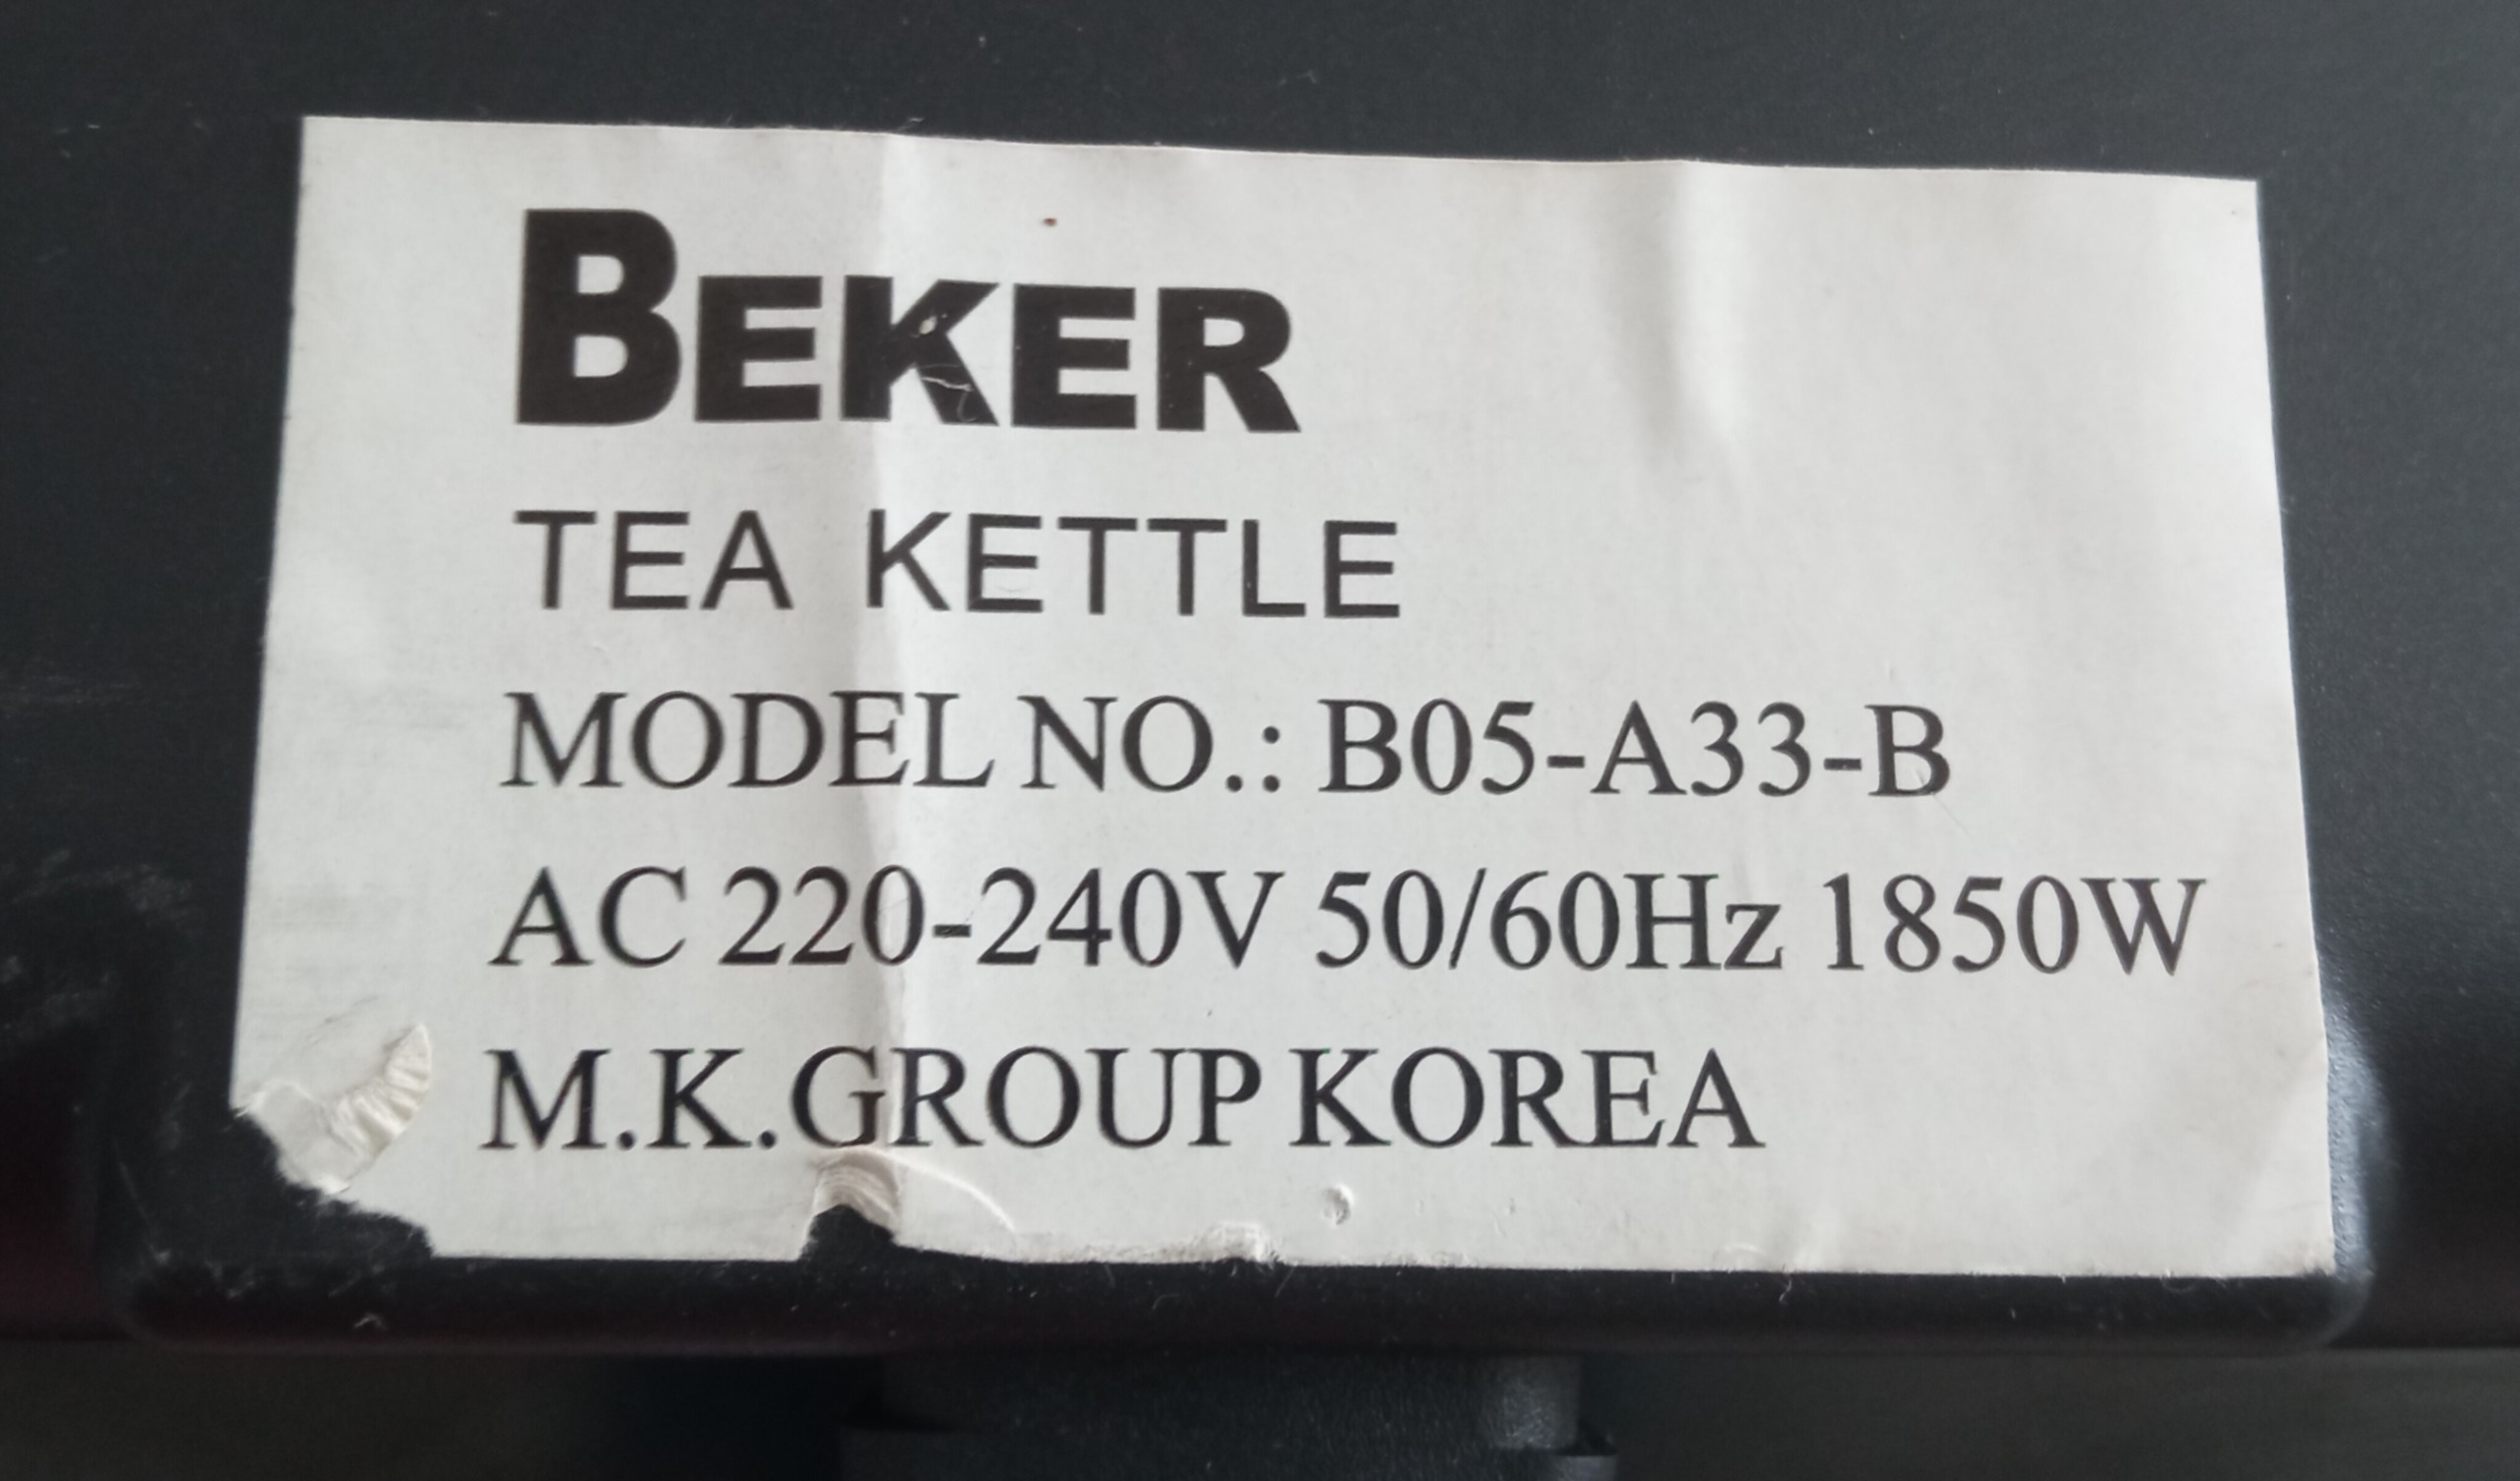 BEKER
TEA KETTLE
MODEL NO.: B05-A33-B
AC 220-240V 50/60Hz 1850W
M.K.GROUP KOREA